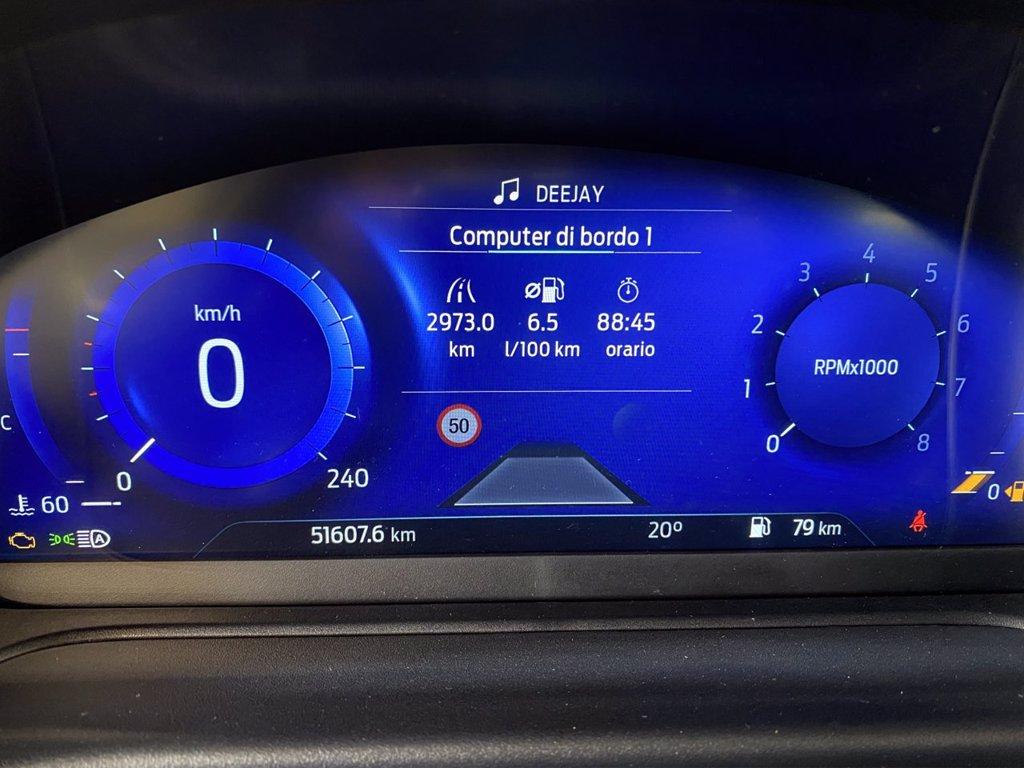 DEEJAY
Computer di bordo 1
2973.0 6.5 88:45
km l/100 km orario
km/h
0
0
240
50
RPMx1000
0
1
2
3
4
5
6
7
8
C
60
A
0
51607.6 km
20º
79 km